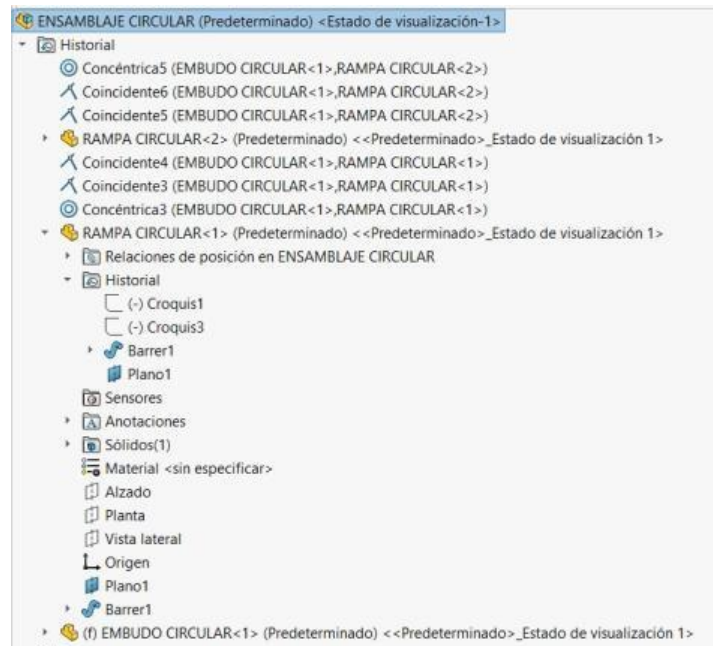 ENSAMBLAJE CIRCULAR (Predeterminado) <Estado de visualización-1>
Historial
Concéntrica5 (EMBUDO CIRCULAR<1>,RAMPA CIRCULAR<2>)
Coincidente6 (EMBUDO CIRCULAR<1>,RAMPA CIRCULAR<2>)
Coincidente5 (EMBUDO CIRCULAR<1>,RAMPA CIRCULAR<2>)
RAMPA CIRCULAR<2> (Predeterminado) <<Predeterminado>_Estado de visualización 1>
Coincidente4 (EMBUDO CIRCULAR<1>,RAMPA CIRCULAR<1>)
Coincidente3 (EMBUDO CIRCULAR<1>,RAMPA CIRCULAR<1>)
Concéntrica3 (EMBUDO CIRCULAR<1>,RAMPA CIRCULAR<1>)
RAMPA CIRCULAR<1> (Predeterminado) <<Predeterminado>_Estado de visualización 1>
Relaciones de posición en ENSAMBLAJE CIRCULAR
Historial
(-) Croquis1
(-) Croquis3
Barrer1
Plano1
Sensores
Anotaciones
Sólidos(1)
Material <sin especificar>
Alzado
Planta
Vista lateral
Origen
Plano1
Barrer1
(f) EMBUDO CIRCULAR<1> (Predeterminado) <<Predeterminado>_Estado de visualización 1>